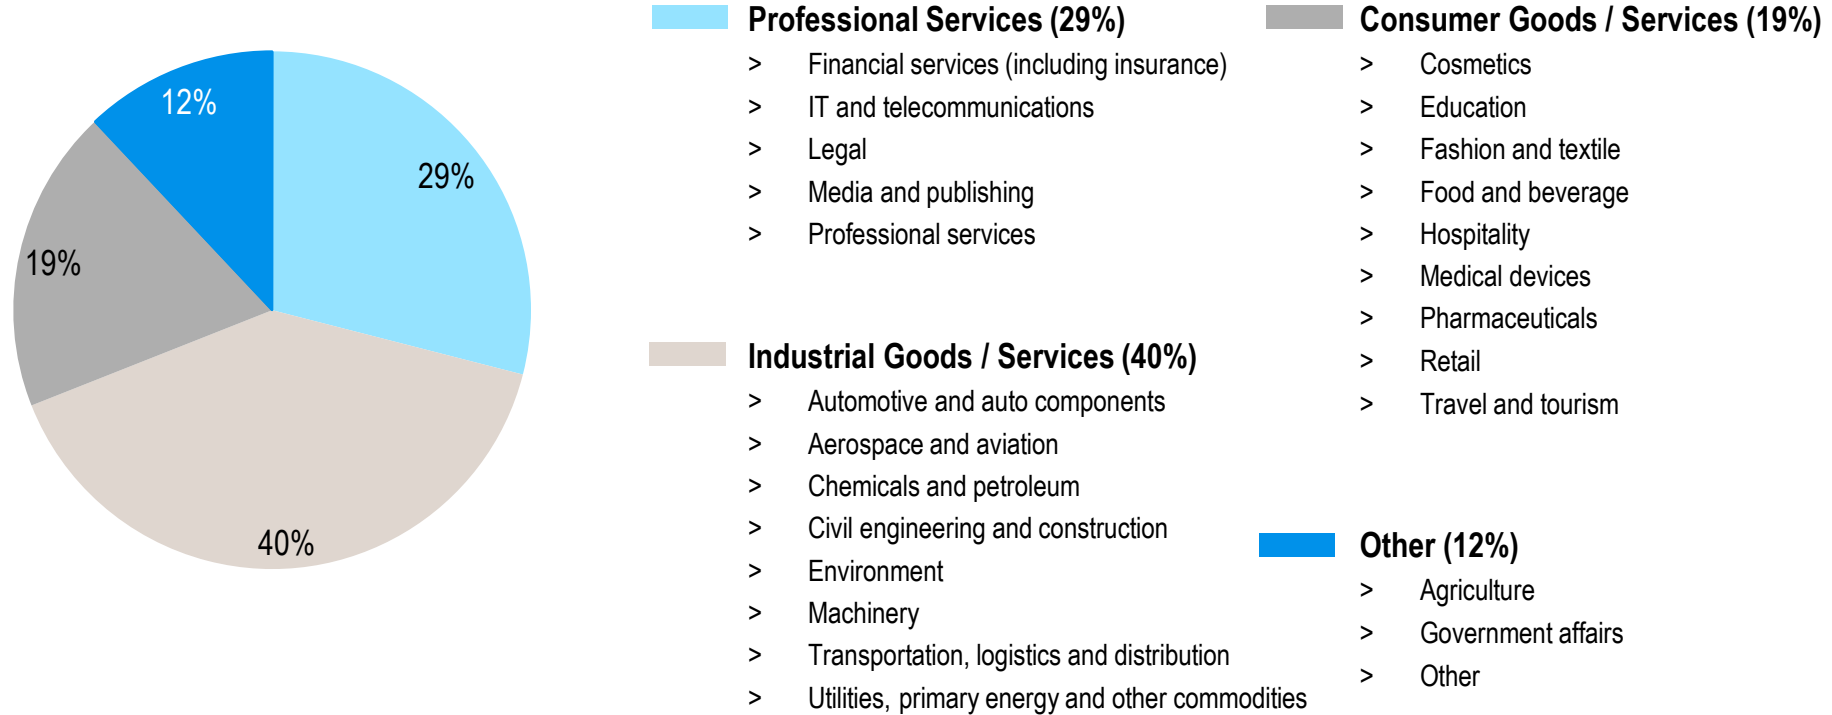 12%
29%
19%
40%
Professional Services (29%)
> Financial services (including insurance)
> IT and telecommunications
> Legal
> Media and publishing
> Professional services
Industrial Goods / Services (40%)
> Automotive and auto components
> Aerospace and aviation
> Chemicals and petroleum
> Civil engineering and construction
> Environment
> Machinery
> Transportation, logistics and distribution
> Utilities, primary energy and other commodities
Consumer Goods / Services (19%)
> Cosmetics
> Education
> Fashion and textile
> Food and beverage
> Hospitality
> Medical devices
> Pharmaceuticals
> Retail
> Travel and tourism
Other (12%)
> Agriculture
> Government affairs
> Other